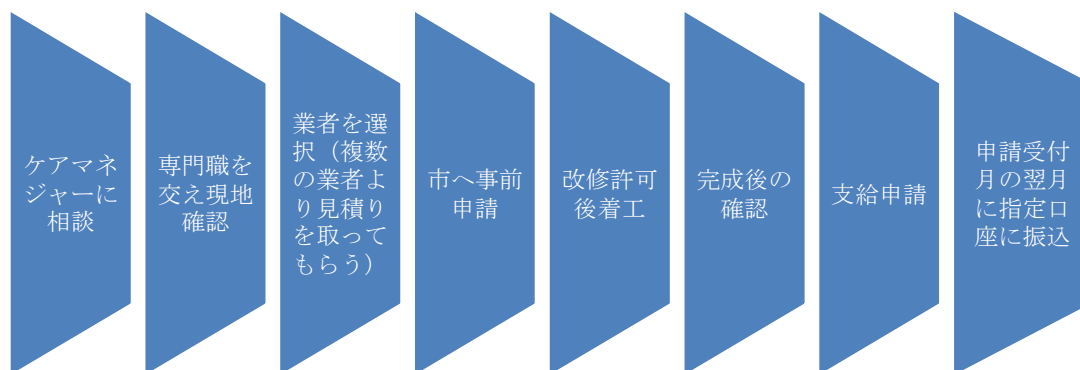 ケアマネ
ジャーに
相談
専門職を
交え現地
確認
業者を選
択（複数
の業者よ
り見積り
を取って
もらう）
市へ事前
申請
改修許可
後着工
完成後の
確認
支給申請
申請受付
月の翌月
に指定口
座に振込